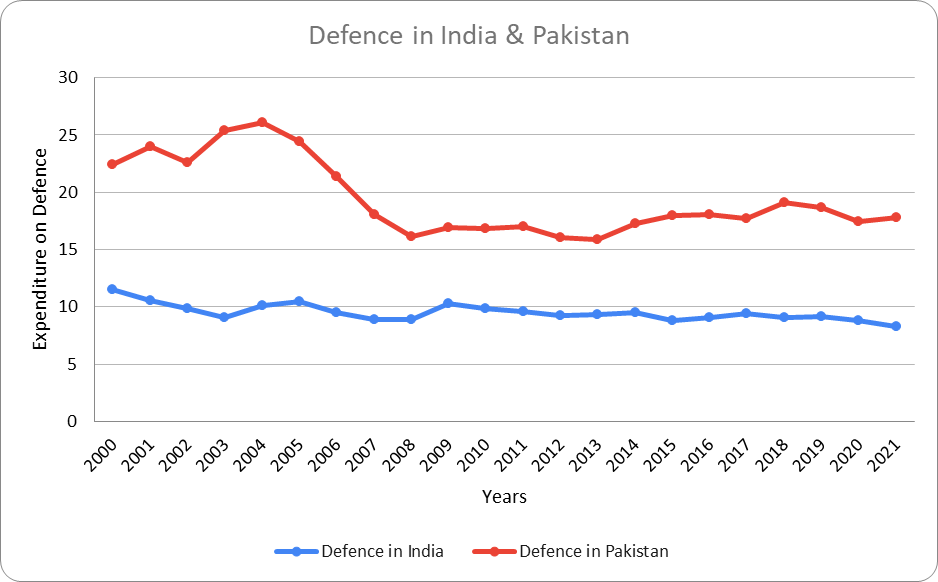 Defence in India & Pakistan
30
25
20
15
10
5
0
Expenditure on Defence
2000 2001 2002 2003 2004 2005 2006 2007 2008 2009 2010 2011 2012 2013 2014 2015 2016 2017 2018 2019 2020 2021
Years
Defence in India Defence in Pakistan